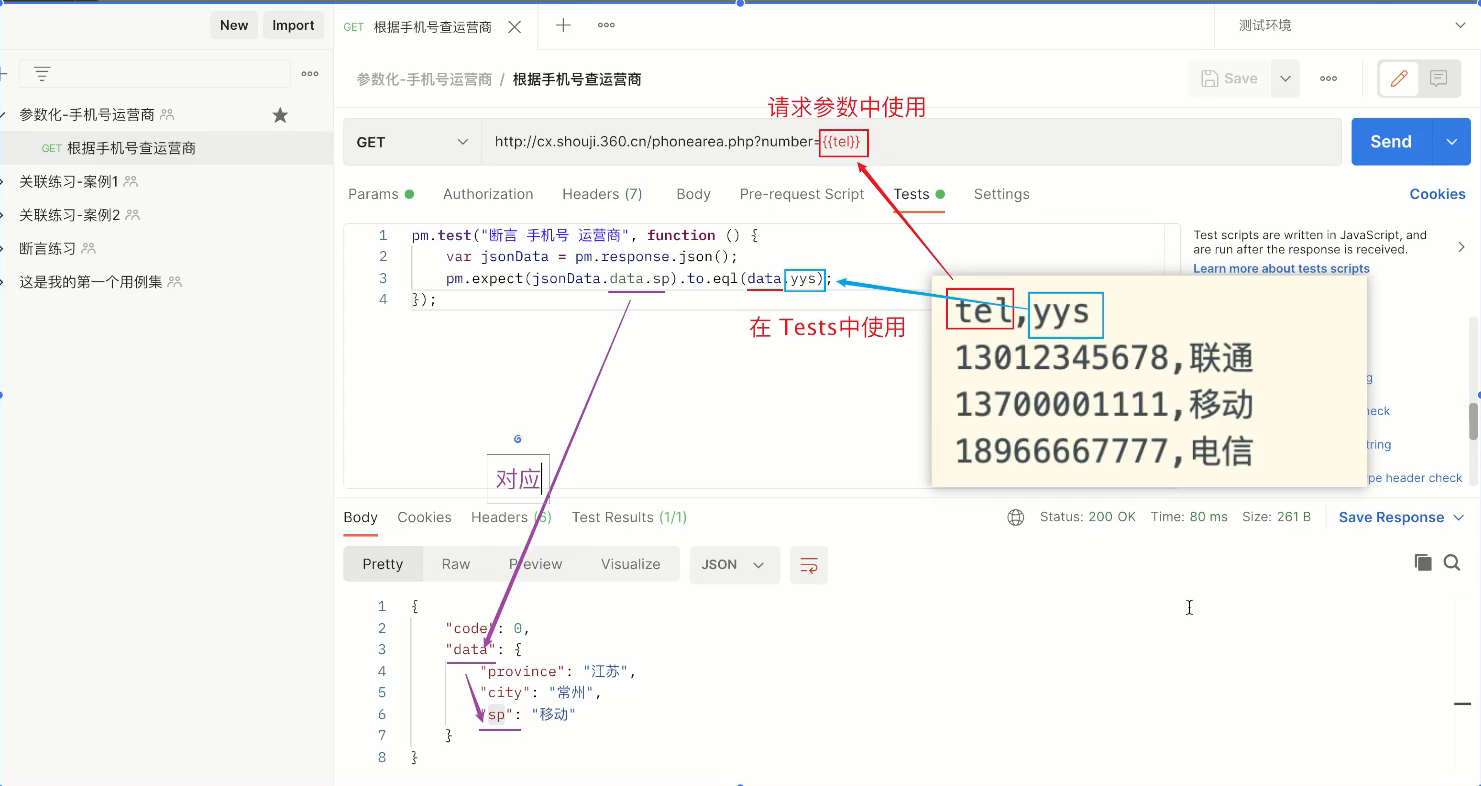 New Import GET 根据手机号查运营商 测试环境
参数化-手机号运营商 / 根据手机号查运营商 Save
参数化-手机号运营商
GET 根据手机号查运营商
关联练习-案例1
关联练习-案例2
断言练习
这是我的第一个用例集
请求参数中使用
GET http://cx.shouji.360.cn/phonearea.php?number={{tel}} Send
Params Authorization Headers (7) Body Pre-request Script Tests Settings Cookies
1 pm.test("断言 手机号 运营商", function () {
2 var jsonData = pm.response.json();
3 pm.expect(jsonData.data.sp).to.eql(data.yys);
4 });
在 Tests中使用
Test scripts are written in JavaScript, and
are run after the response is received.
Learn more about tests scripts
tel,yys
13012345678,联通
13700001111,移动
18966667777,电信
pe header check
对应
Body Cookies Headers (6) Test Results (1/1) Status: 200 OK Time: 80 ms Size: 261 B Save Response
Pretty Raw Preview Visualize JSON
1 {
2 "code": 0,
3 "data": {
4 "province": "江苏",
5 "city": "常州",
6 "sp": "移动"
7 }
8 }